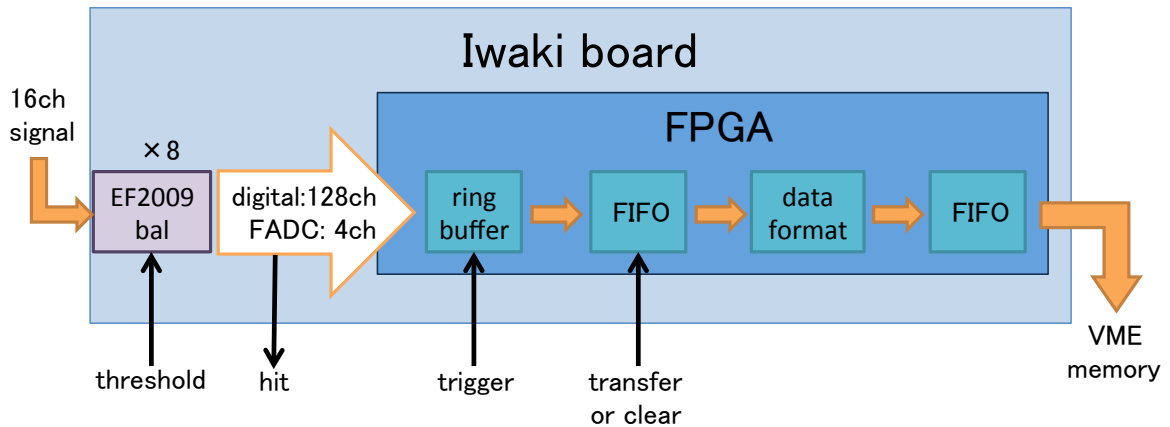 Iwaki board
16ch
signal
FPGA
×8
EF2009
bal
digital:128ch
FADC: 4ch
ring
buffer
FIFO
data
format
FIFO
threshold
hit
trigger
transfer
or clear
VME
memory